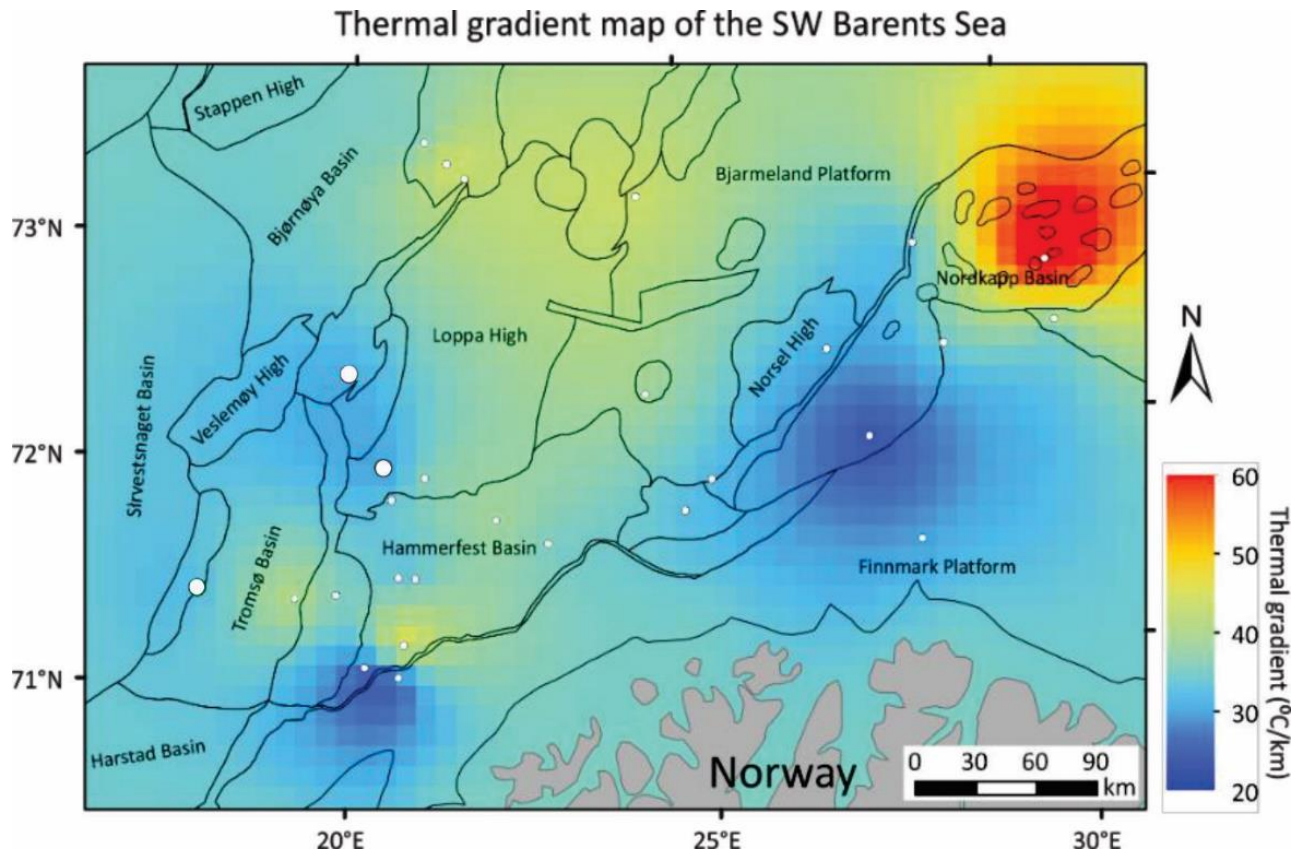 Thermal gradient map of the SW Barents Sea
Stappen High
Bjørnøya Basin
Bjarmeland Platform
73°N
Nordkapp Basin
Loppa High
Norsel High
N
Veslemøy High
Sırvestsnaget Basin
72°N
Tromsø Basin
Hammerfest Basin
Finnmark Platform
71°N
Harstad Basin
Norway
0 30 60 90
km
60
50
40
30
20
Thermal gradient (⁰C/km)
20°E 25°E 30°E